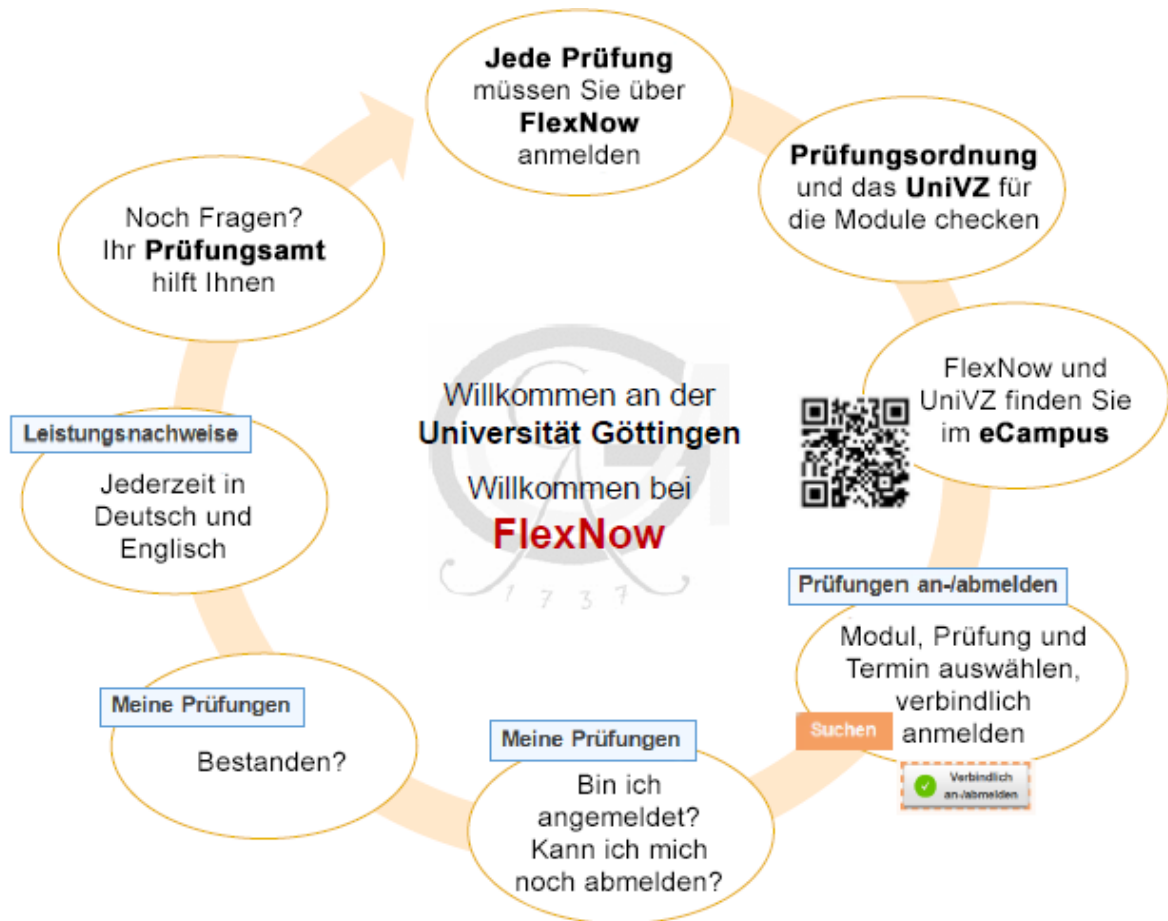 Jede Prüfung
müssen Sie über
FlexNow
anmelden
Prüfungsordnung
und das UniVZ für
die Module checken
FlexNow und
UniVZ finden Sie
im eCampus
Prüfungen an-/abmelden
Modul, Prüfung und
Termin auswählen,
verbindlich
anmelden
Suchen
Verbindlich
an-/abmelden
Meine Prüfungen
Bin ich
angemeldet?
Kann ich mich
noch abmelden?
Meine Prüfungen
Bestanden?
Leistungsnachweise
Jederzeit in
Deutsch und
Englisch
Noch Fragen?
Ihr Prüfungsamt
hilft Ihnen
Willkommen an der
Universität Göttingen
Willkommen bei
FlexNow
1737